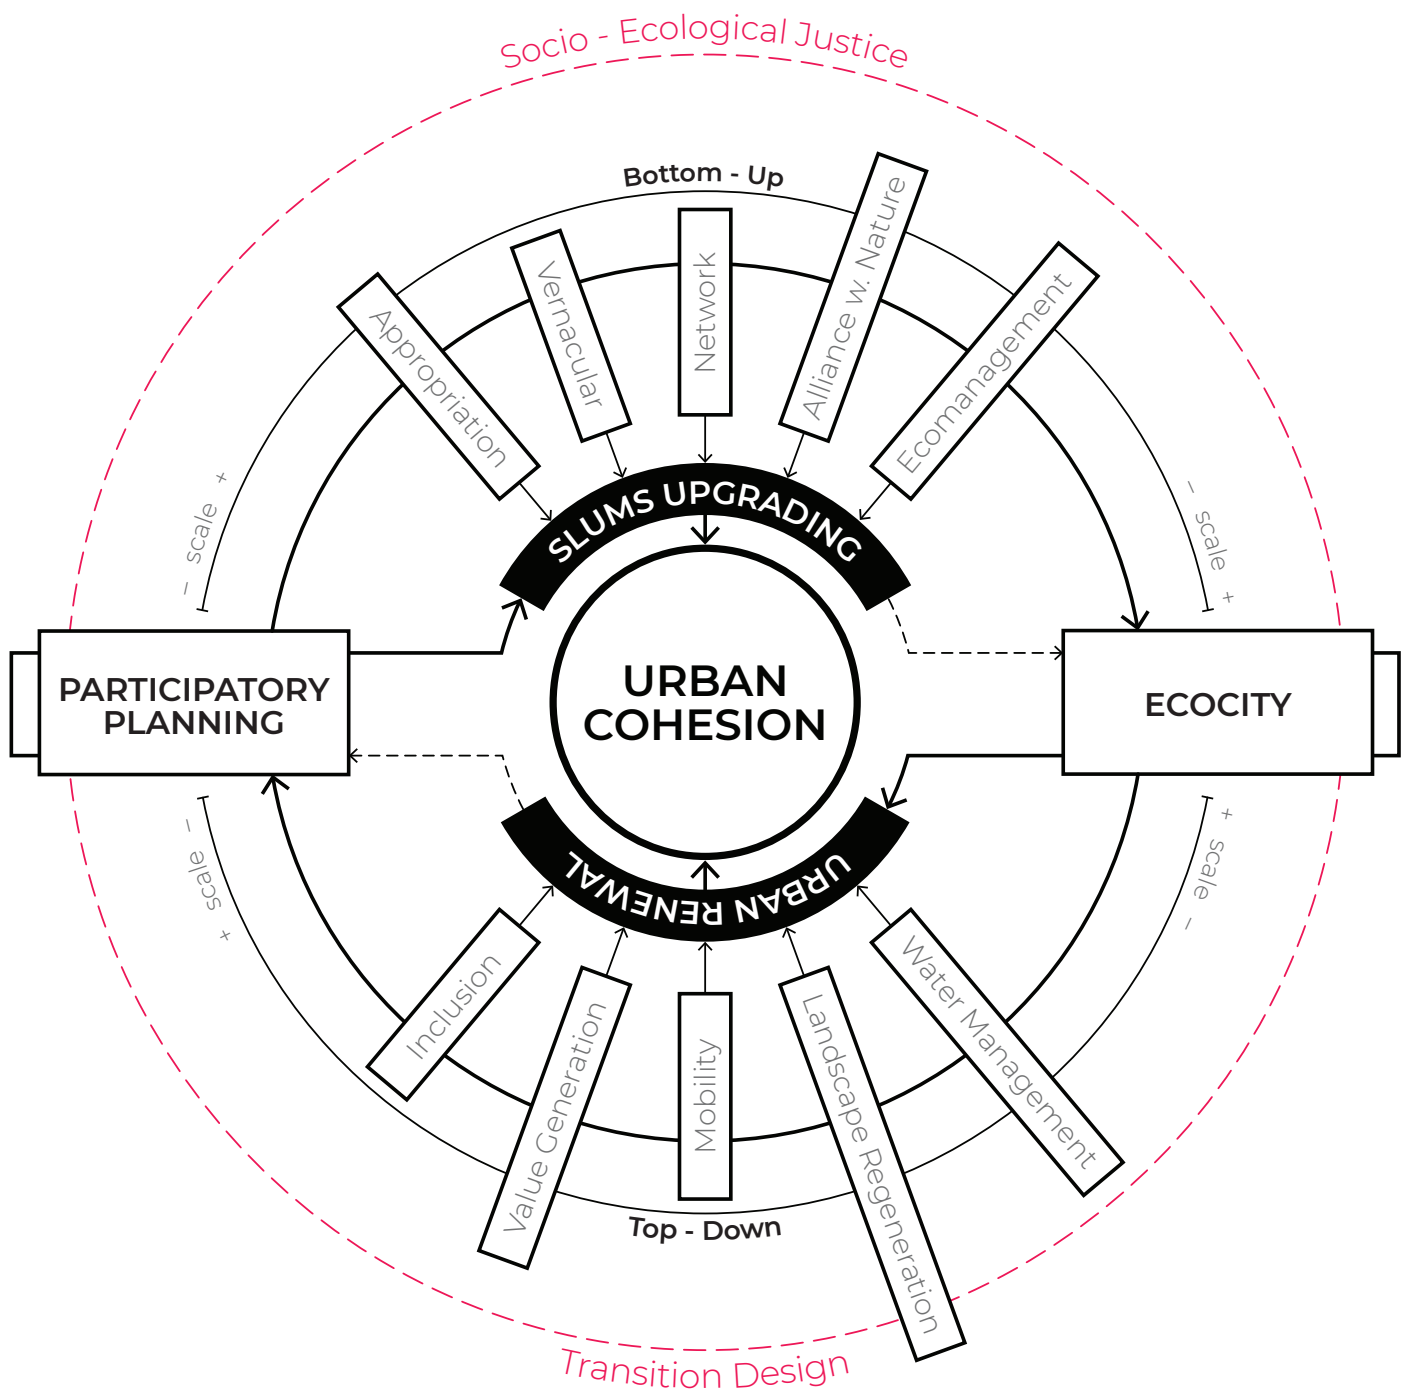 Socio - Ecological Justice
Bottom - Up
Appropriation
Vernacular
Network
Alliance w. Nature
Ecomanagement
– scale +
– scale +
SLUMS UPGRADING
PARTICIPATORY
PLANNING
URBAN
COHESION
ECOCITY
URBAN RENEWAL
– scale +
+ scale –
Inclusion
Value Generation
Mobility
Landscape Regeneration
Water Management
Top - Down
Transition Design